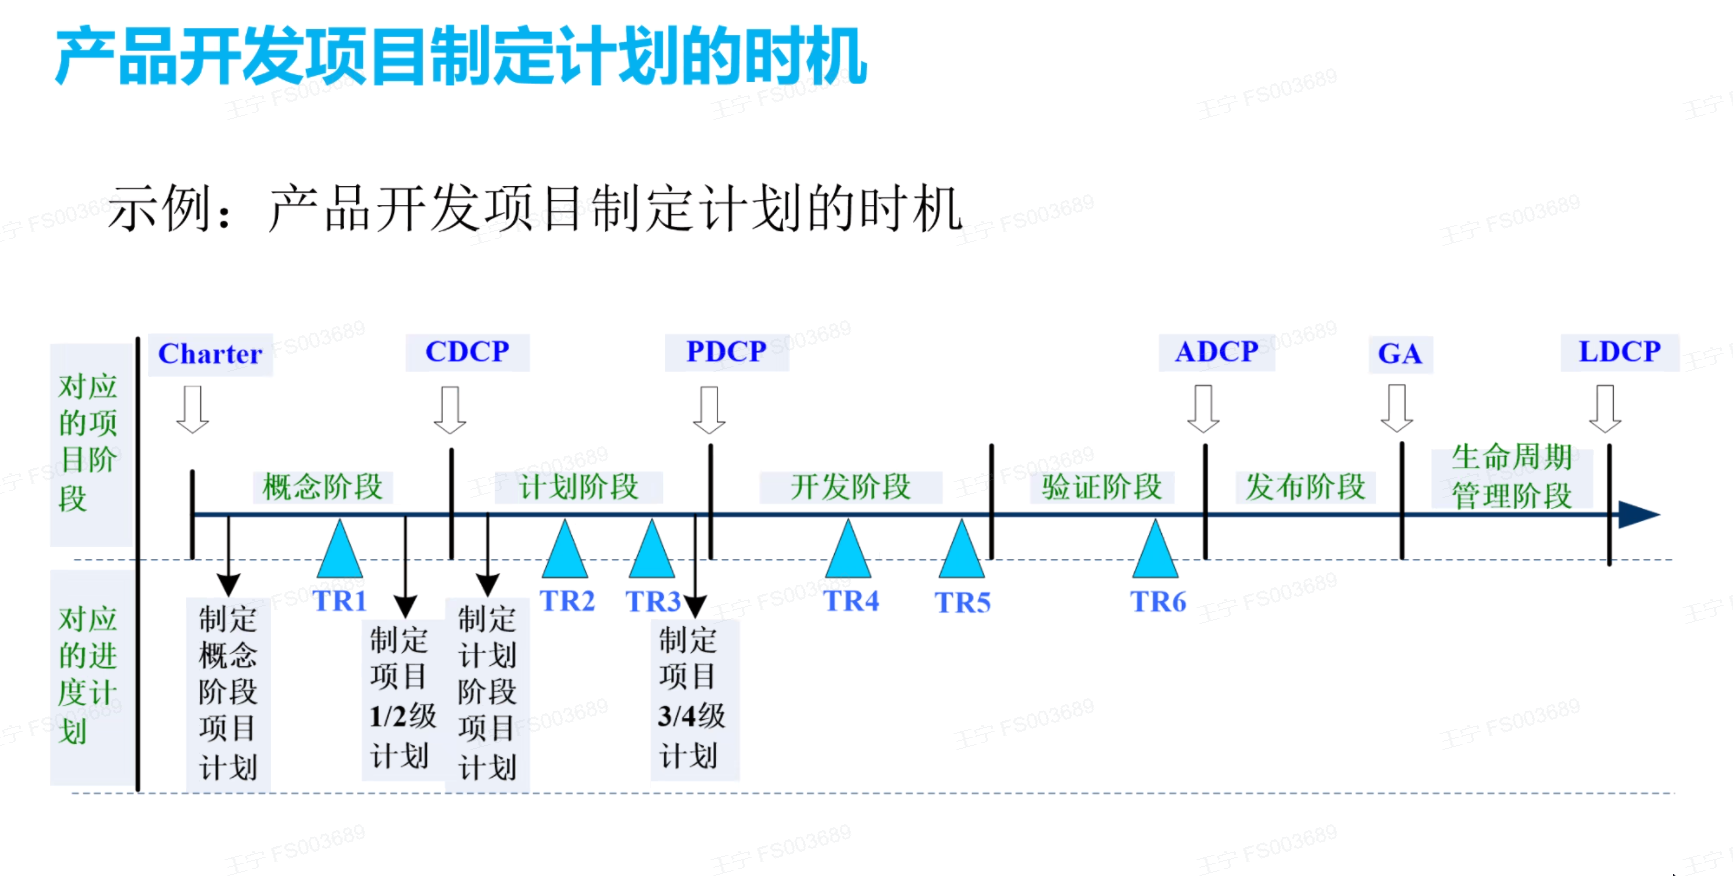 产品开发项目制定计划的时机
示例：产品开发项目制定计划的时机
Charter
CDCP
PDCP
ADCP
GA
LDCP
对应
的项
目阶
段
概念阶段
计划阶段
开发阶段
验证阶段
发布阶段
生命周期
管理阶段
TR1
TR2
TR3
TR4
TR5
TR6
对应
的进
度计
划
制定
概念
阶段
项目
计划
制定
项目
1/2级
计划
制定
计划
阶段
项目
计划
制定
项目
3/4级
计划
王宁 FS003689